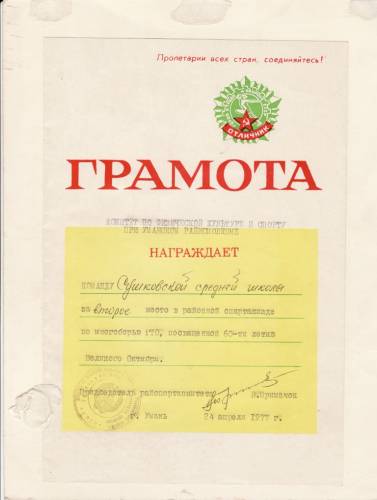 Пролетарии всех стран, соединяйтесь!
ОТЛИЧНИК
ГРАМОТА
КОМИТЕТ ПО ФИЗИЧЕСКОЙ КУЛЬТУРЕ И СПОРТУ
ПРИ УМАНСКОМ РАЙИСПОЛКОМЕ
НАГРАЖДАЕТ
команду Сушковской средней школы
за второе место в районной спартакиаде
по многоборью ГТО, посвященной 60-ти летию
Великого Октября.
Председатель райспорткомитета
г. Умань 24 апреля 1977 г.